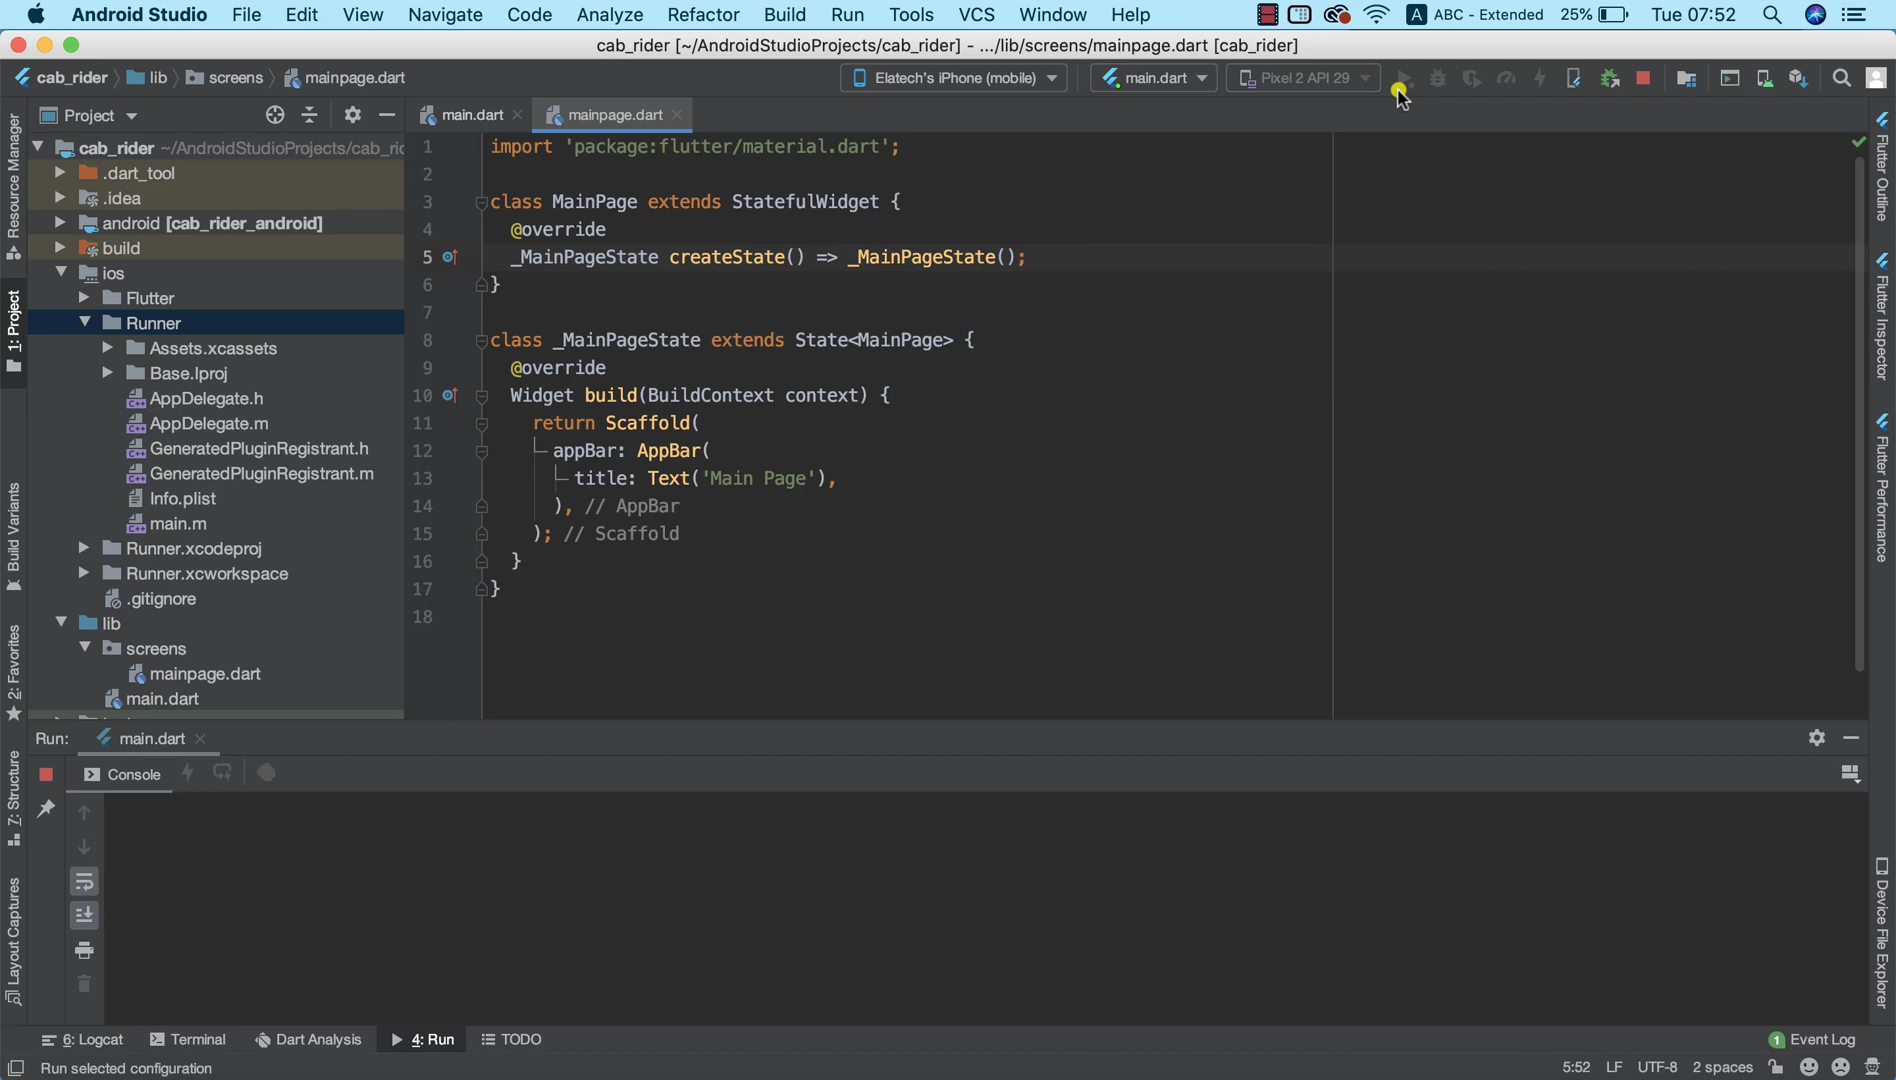 Android Studio File Edit View Navigate Code Analyze Refactor Build Run Tools VCS Window Help A ABC - Extended 25% Tue 07:52
cab_rider [~/AndroidStudioProjects/cab_rider] - .../lib/screens/mainpage.dart [cab_rider]
cab_rider lib screens mainpage.dart Elatech's iPhone (mobile) main.dart Pixel 2 API 29
Project main.dart mainpage.dart
cab_rider ~/AndroidStudioProjects/cab_ric
.dart_tool
.idea
android [cab_rider_android]
build
ios
Flutter
Runner
Assets.xcassets
Base.lproj
AppDelegate.h
AppDelegate.m
GeneratedPluginRegistrant.h
GeneratedPluginRegistrant.m
Info.plist
main.m
Runner.xcodeproj
Runner.xcworkspace
.gitignore
lib
screens
mainpage.dart
main.dart
1 import 'package:flutter/material.dart';
2
3 class MainPage extends StatefulWidget {
4 @override
5 _MainPageState createState() => _MainPageState();
6 }
7
8 class _MainPageState extends State<MainPage> {
9 @override
10 Widget build(BuildContext context) {
11 return Scaffold(
12 appBar: AppBar(
13 title: Text('Main Page'),
14 ), // AppBar
15 ); // Scaffold
16 }
17 }
18
Resource Manager
1: Project
Build Variants
2: Favorites
7: Structure
Layout Captures
Flutter Outline
Flutter Inspector
Flutter Performance
Device File Explorer
Run: main.dart
Console
6: Logcat Terminal Dart Analysis 4: Run TODO 1 Event Log
Run selected configuration 5:52 LF UTF-8 2 spaces